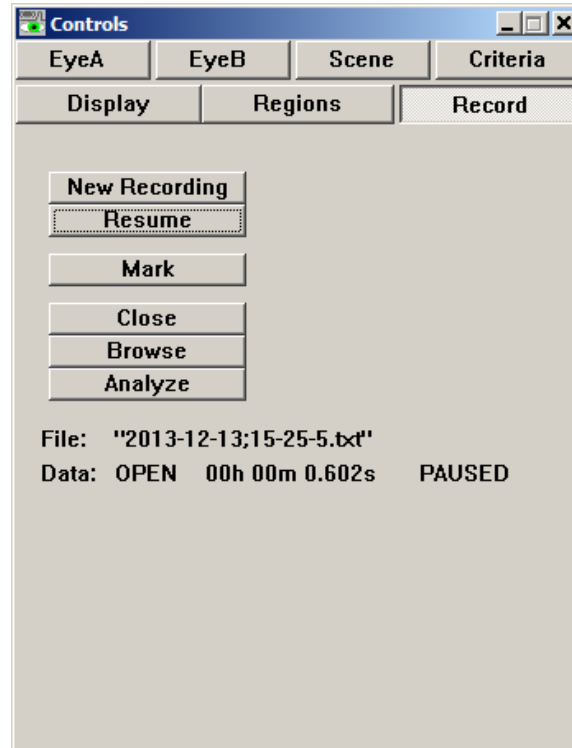 Controls
EyeA EyeB Scene Criteria
Display Regions Record
New Recording
Resume
Mark
Close
Browse
Analyze
File: "2013-12-13;15-25-5.txt"
Data: OPEN 00h 00m 0.602s PAUSED